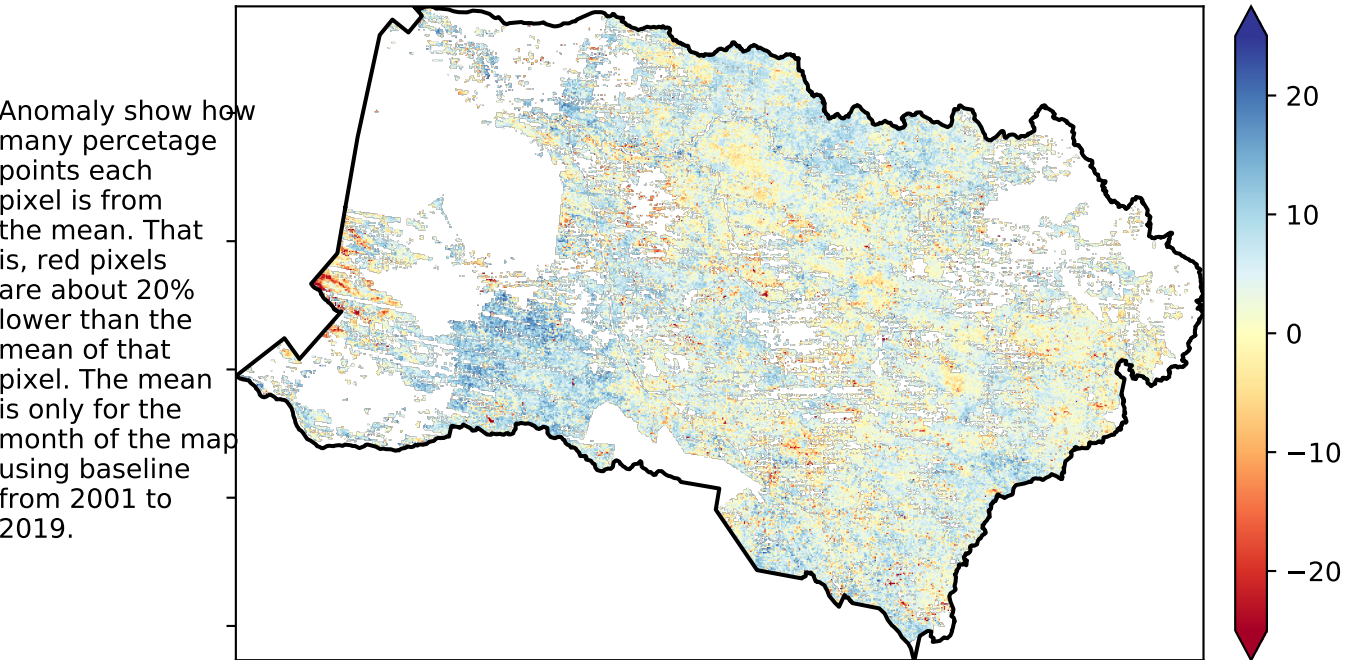 Anomaly show how
many percetage
points each
pixel is from
the mean. That
is, red pixels
are about 20%
lower than the
mean of that
pixel. The mean
is only for the
month of the map
using baseline
from 2001 to
2019.
20
10
0
−10
−20